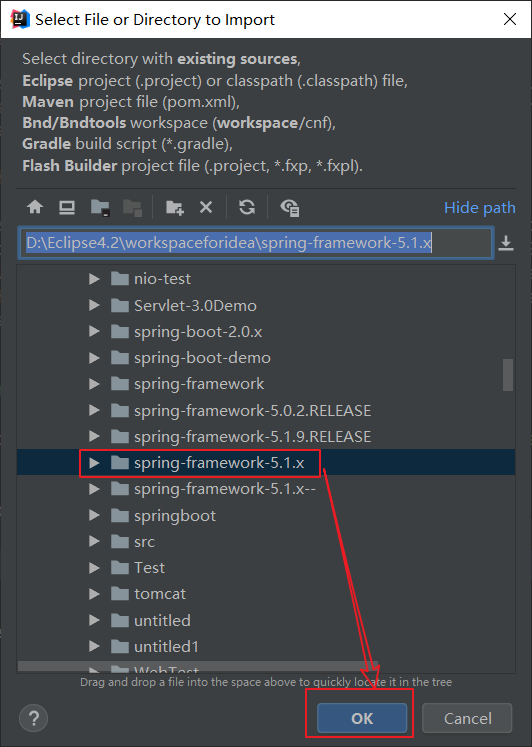 Select File or Directory to Import
Select directory with existing sources,
Eclipse project (.project) or classpath (.classpath) file,
Maven project file (pom.xml),
Bnd/Bndtools workspace (workspace/cnf),
Gradle build script (*.gradle),
Flash Builder project file (.project, *.fxp, *.fxpl).
Hide path
D:\Eclipse4.2\workspaceforidea\spring-framework-5.1.x
nio-test
Servlet-3.0Demo
spring-boot-2.0.x
spring-boot-demo
spring-framework
spring-framework-5.0.2.RELEASE
spring-framework-5.1.9.RELEASE
spring-framework-5.1.x
spring-framework-5.1.x--
springboot
src
Test
tomcat
untitled
untitled1
WebTest
Drag and drop a file into the space above to quickly locate it in the tree
? OK Cancel